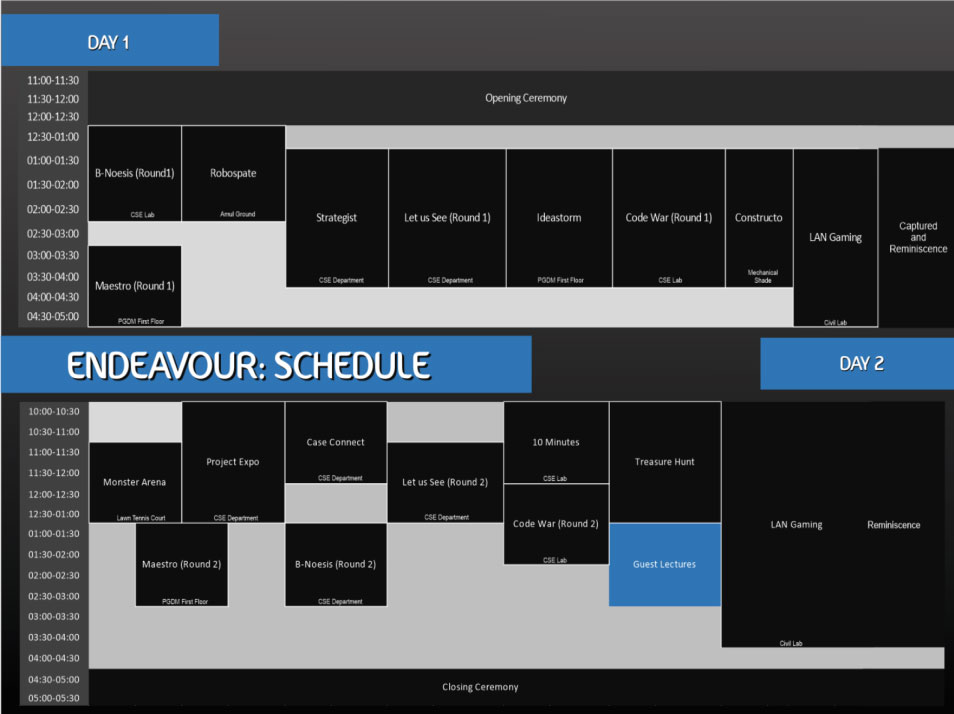 DAY 1
11:00-11:30
11:30-12:00
Opening Ceremony
12:00-12:30
12:30-01:00
01:00-01:30
01:30-02:00
02:00-02:30
02:30-03:00
03:00-03:30
03:30-04:00
04:00-04:30
04:30-05:00
B-Noesis (Round1)
CSE Lab
Robospate
Amul Ground
Strategist
CSE Department
Let us See (Round 1)
CSE Department
Ideastorm
PGDM First Floor
Code War (Round 1)
CSE Lab
Constructo
Mechanical
Shade
LAN Gaming
Civil Lab
Captured
and
Reminiscence
Maestro (Round 1)
PGDM First Floor
ENDEAVOUR: SCHEDULE
DAY 2
10:00-10:30
10:30-11:00
11:00-11:30
11:30-12:00
12:00-12:30
12:30-01:00
01:00-01:30
01:30-02:00
02:00-02:30
02:30-03:00
03:00-03:30
03:30-04:00
04:00-04:30
04:30-05:00
05:00-05:30
Monster Arena
Lawn Tennis Court
Project Expo
CSE Department
Case Connect
CSE Department
Let us See (Round 2)
CSE Department
10 Minutes
CSE Lab
Code War (Round 2)
CSE Lab
Treasure Hunt
Guest Lectures
LAN Gaming
Civil Lab
Reminiscence
Maestro (Round 2)
PGDM First Floor
B-Noesis (Round 2)
CSE Department
Closing Ceremony